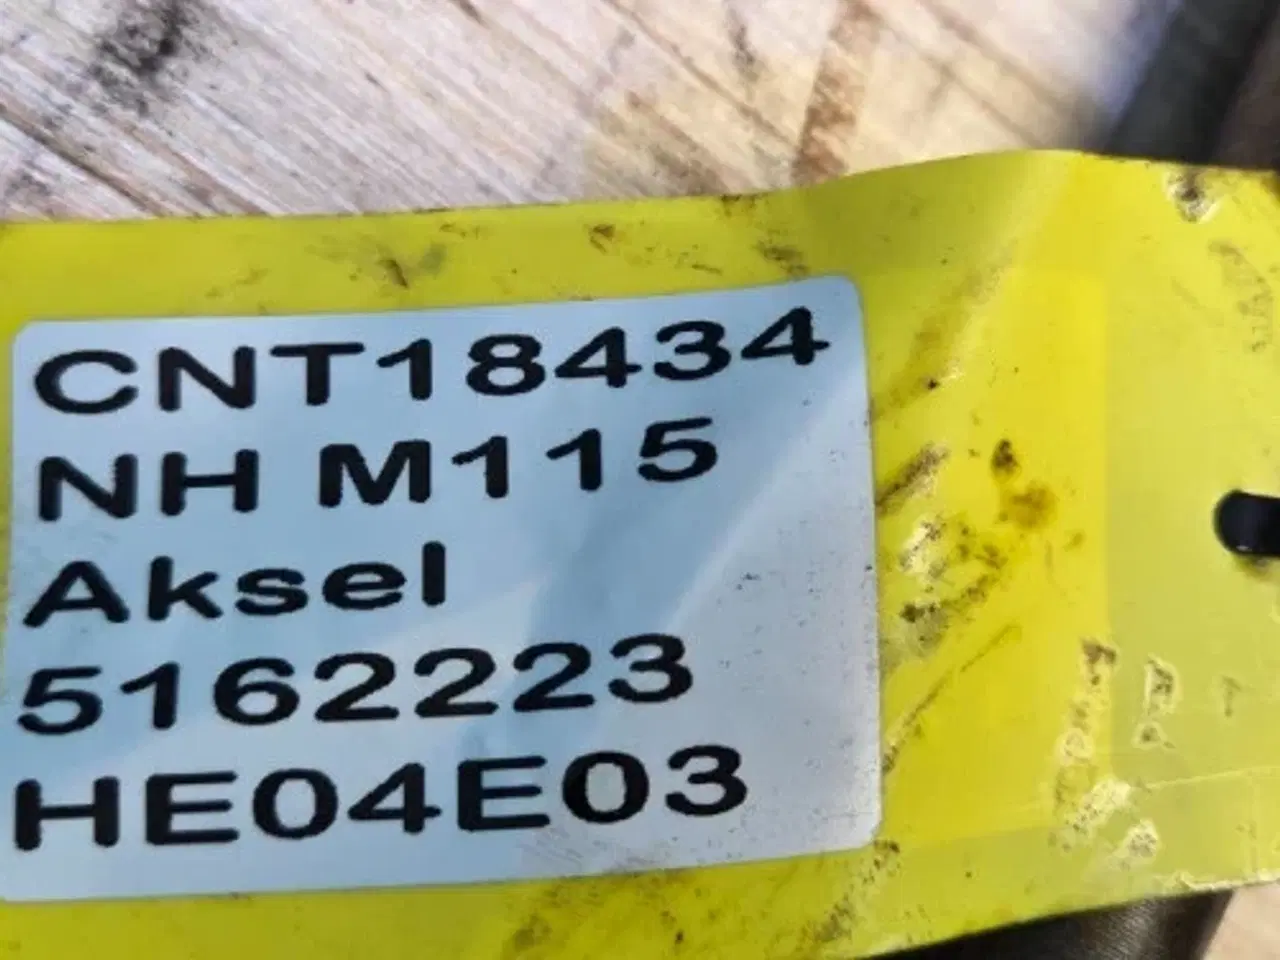 CNT18434
NH M115
Aksel
5162223
HE04E03